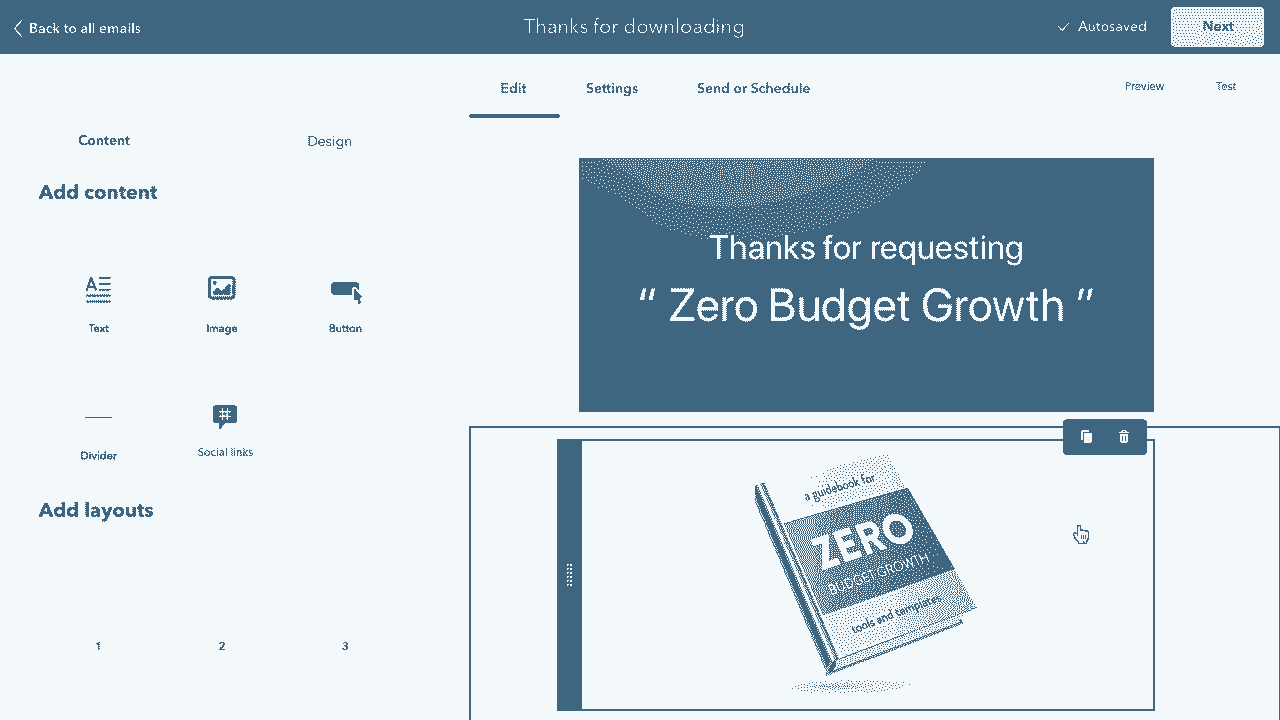 Back to all emails
Thanks for downloading
Autosaved
Next
Edit
Settings
Send or Schedule
Preview
Test
Content
Design
Add content
Text
Image
Button
Divider
Social links
Add layouts
1
2
3
Thanks for requesting
“ Zero Budget Growth ”
a guidebook for
ZERO
BUDGET GROWTH
tools and templates